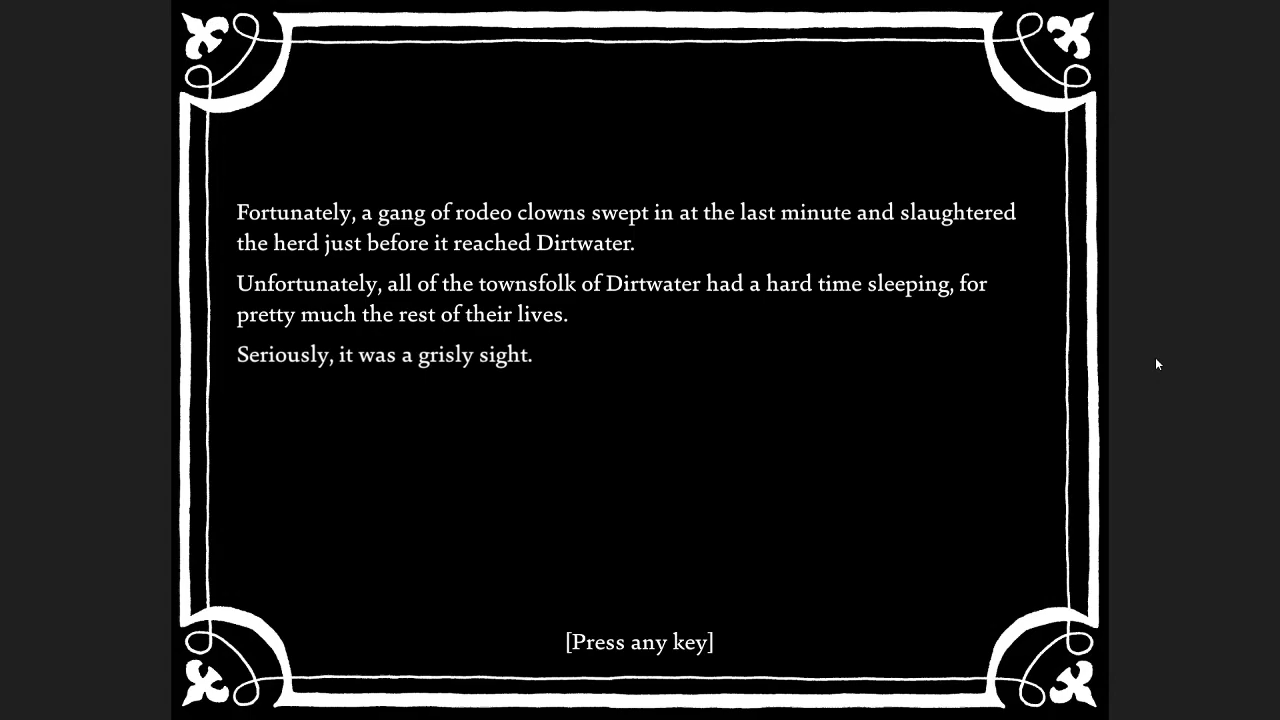 Fortunately, a gang of rodeo clowns swept in at the last minute and slaughtered
the herd just before it reached Dirtwater.
Unfortunately, all of the townsfolk of Dirtwater had a hard time sleeping, for
pretty much the rest of their lives.
Seriously, it was a grisly sight.
[Press any key]